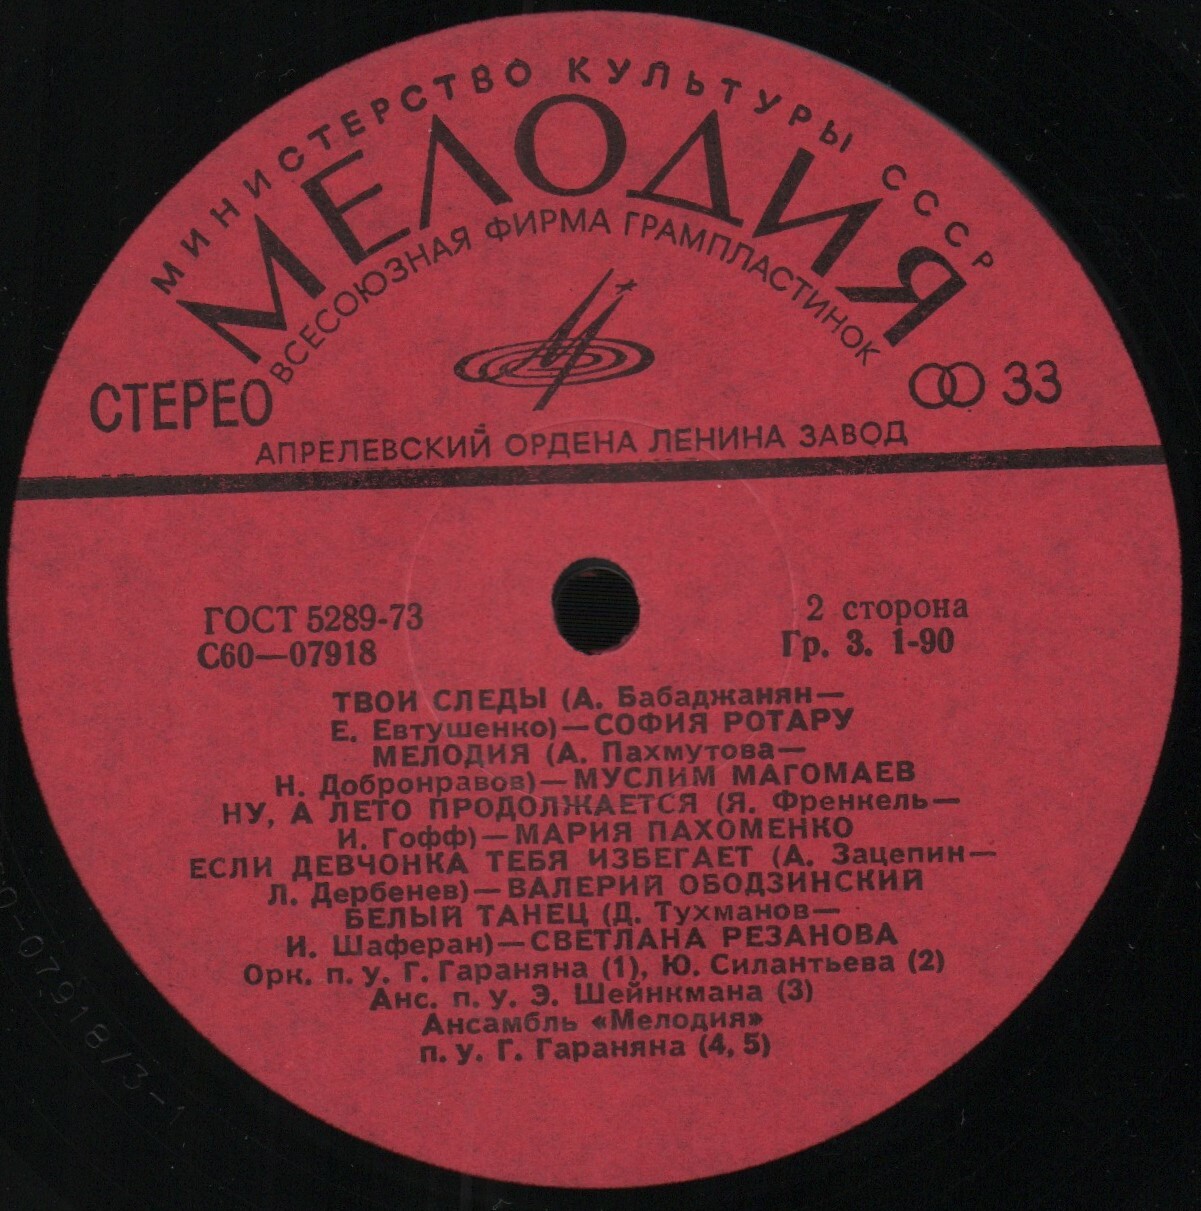 МИНИСТЕРСТВО КУЛЬТУРЫ СССР
МЕЛОДИЯ
ВСЕСОЮЗНАЯ ФИРМА ГРАМПЛАСТИНОК
СТЕРЕО
33
АПРЕЛЕВСКИЙ ОРДЕНА ЛЕНИНА ЗАВОД
ГОСТ 5289-73
С60—07918
2 сторона
Гр. 3. 1-90
ТВОИ СЛЕДЫ (А. Бабаджанян—
Е. Евтушенко)—СОФИЯ РОТАРУ
МЕЛОДИЯ (А. Пахмутова—
Н. Добронравов)—МУСЛИМ МАГОМАЕВ
НУ, А ЛЕТО ПРОДОЛЖАЕТСЯ (Я. Френкель—
И. Гофф)—МАРИЯ ПАХОМЕНКО
ЕСЛИ ДЕВЧОНКА ТЕБЯ ИЗБЕГАЕТ (А. Зацепин—
Л. Дербенев)—ВАЛЕРИЙ ОБОДЗИНСКИЙ
БЕЛЫЙ ТАНЕЦ (Д. Тухманов—
И. Шаферан)—СВЕТЛАНА РЕЗАНОВА
Орк. п. у. Г. Гараняна (1), Ю. Силантьева (2)
Анс. п. у. Э. Шейнкмана (3)
Ансамбль «Мелодия»
п. у. Г. Гараняна (4, 5)